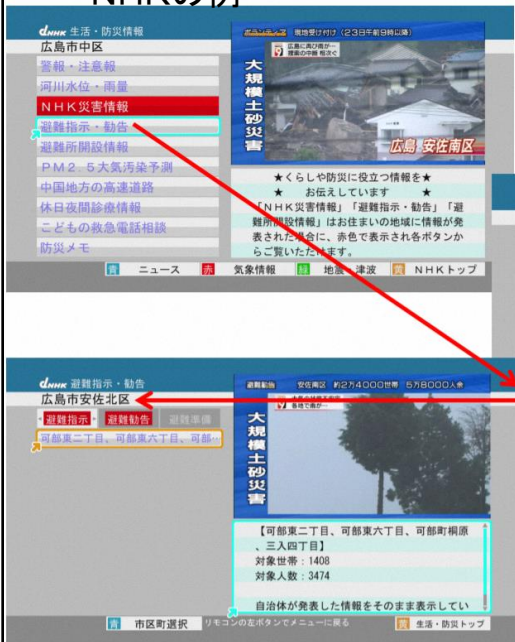 NHKの例
dNHK 生活・防災情報
広島市中区
警報・注意報
河川水位・雨量
NHK災害情報
避難指示・勧告
避難所開設情報
PM2.5大気汚染予測
中国地方の高速道路
休日夜間診療情報
こどもの救急電話相談
防災メモ
ボランティア 現地受け付け(23日午前9時以降)
広島に再び雨か…
捜索の中断 相次ぐ
大規模土砂災害
広島 安佐南区
★くらしや防災に役立つ情報を★
★ お伝えしています ★
「NHK災害情報」「避難指示・勧告」「避
難所開設情報」はお住まいの地域に情報が発
表された場合に、赤色で表示され各ボタンか
らご覧いただけます。
青 ニュース 赤 気象情報 緑 地震・津波 黄 NHKトップ
dNHK 避難指示・勧告
広島市安佐北区
避難指示 避難勧告 避難準備
可部東二丁目、可部東六丁目、可部…
避難勧告 安佐南区 約2万4000世帯 5万8000人余
各地で雨が…
大規模土砂災害
【可部東二丁目、可部東六丁目、可部町桐原
、三入四丁目】
対象世帯:1408
対象人数:3474
自治体が発表した情報をそのまま表示してい
青 市区町選択 リモコンの左ボタンでメニューに戻る 黄 生活・防災トップ